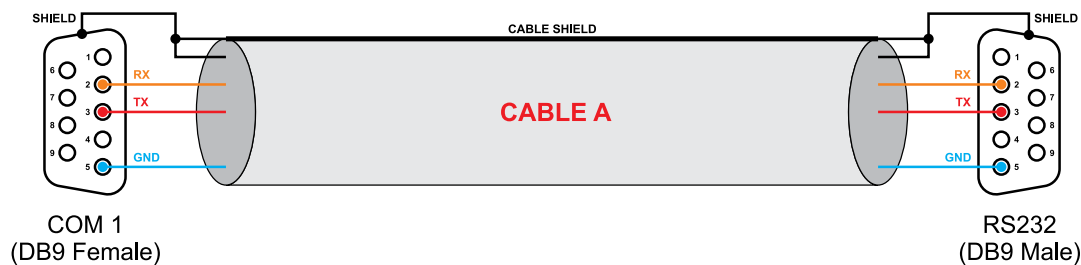 SHIELD
CABLE SHIELD
SHIELD
1
6
2
RX
7
3
TX
8
4
9
5
GND
CABLE A
RX
1
6
2
TX
7
3
8
4
GND
9
5
COM 1
(DB9 Female)
RS232
(DB9 Male)